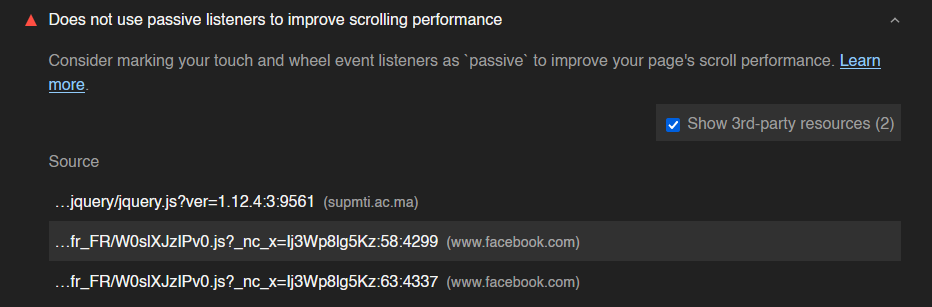 Does not use passive listeners to improve scrolling performance
Consider marking your touch and wheel event listeners as `passive` to improve your page's scroll performance. Learn
more.
Show 3rd-party resources (2)
Source
…jquery/jquery.js?ver=1.12.4:3:9561 (supmti.ac.ma)
…fr_FR/W0slXJzIPv0.js?_nc_x=Ij3Wp8lg5Kz:58:4299 (www.facebook.com)
…fr_FR/W0slXJzIPv0.js?_nc_x=Ij3Wp8lg5Kz:63:4337 (www.facebook.com)